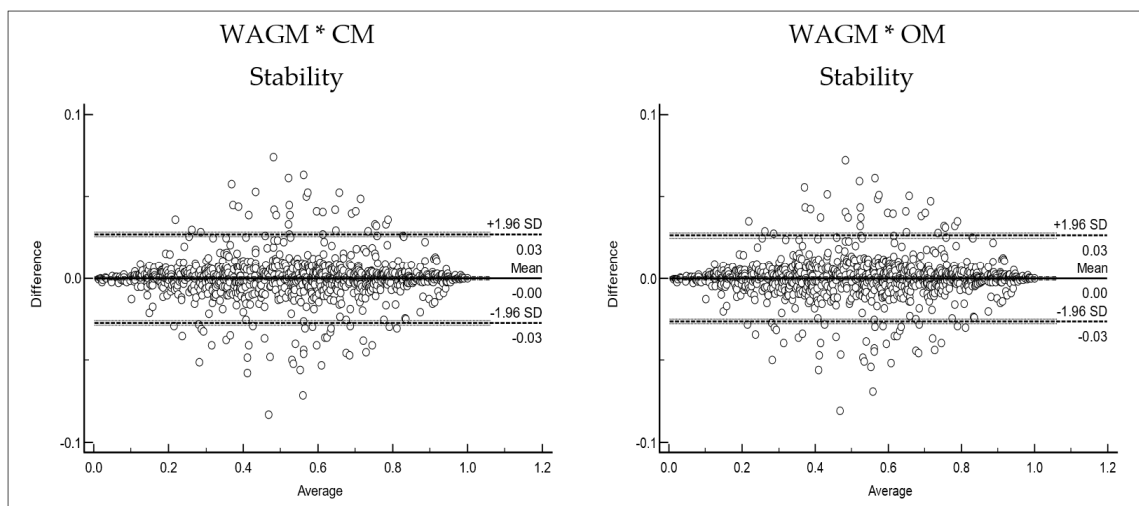 WAGM * CM
Stability
0.1
0.0
-0.1
Difference
+1.96 SD
0.03
Mean
-0.00
-1.96 SD
-0.03
0.0 0.2 0.4 0.6 0.8 1.0 1.2
Average
WAGM * OM
Stability
0.1
0.0
-0.1
Difference
+1.96 SD
0.03
Mean
0.00
-1.96 SD
-0.03
0.0 0.2 0.4 0.6 0.8 1.0 1.2
Average